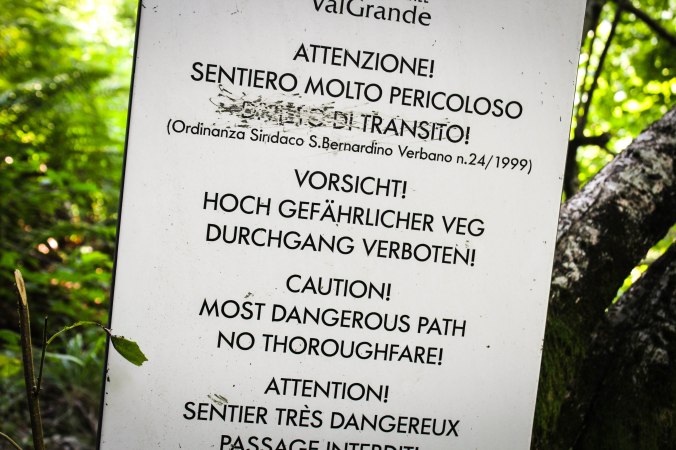 ValGrande
ATTENZIONE!
SENTIERO MOLTO PERICOLOSO
DIVIETO DI TRANSITO!
(Ordinanza Sindaco S.Bernardino Verbano n.24/1999)
VORSICHT!
HOCH GEFÄHRLICHER VEG
DURCHGANG VERBOTEN!
CAUTION!
MOST DANGEROUS PATH
NO THOROUGHFARE!
ATTENTION!
SENTIER TRÈS DANGEREUX
PASSAGE INTERDIT!